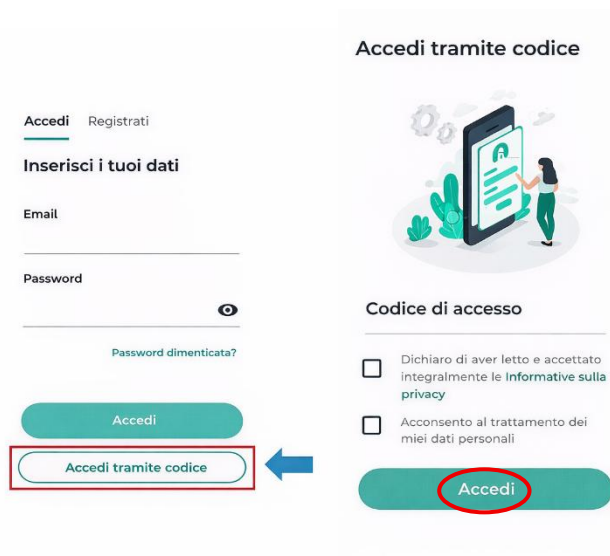 Accedi Registrati
Inserisci i tuoi dati
Email
Password
Password dimenticata?
Accedi
Accedi tramite codice
Accedi tramite codice
Codice di accesso
Dichiaro di aver letto e accettato
integralmente le Informative sulla
privacy
Acconsento al trattamento dei
miei dati personali
Accedi